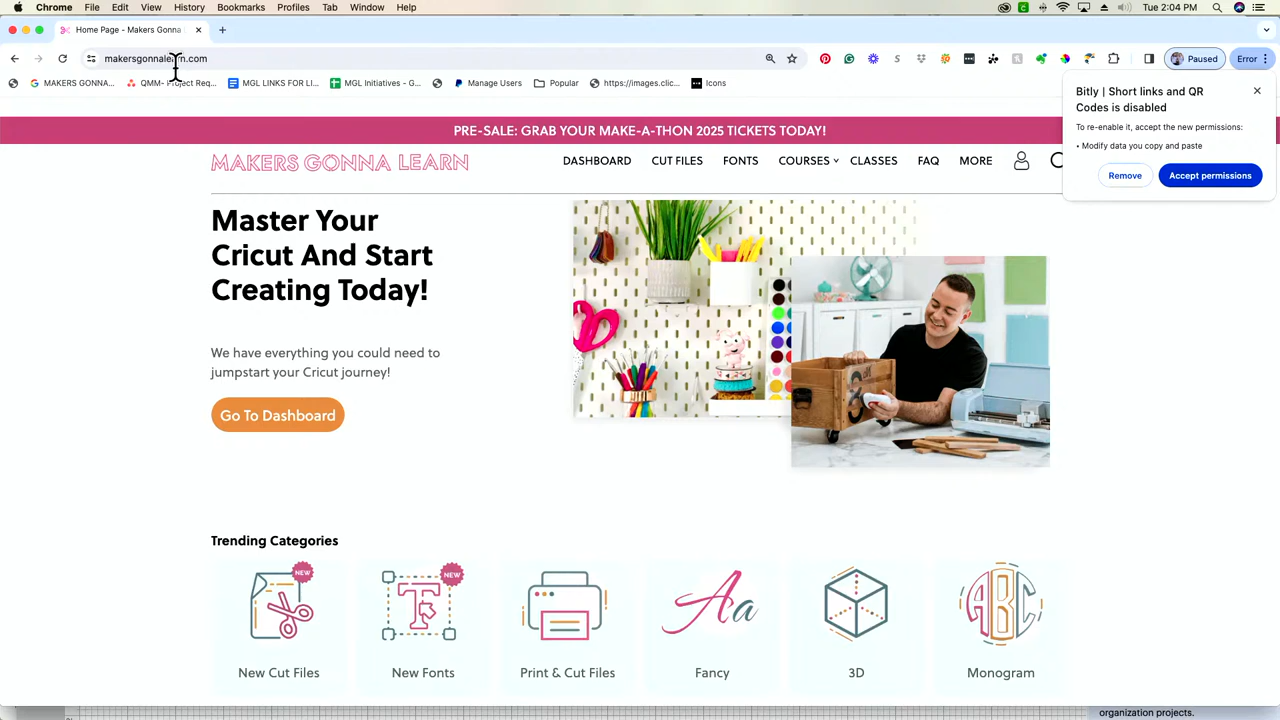 Chrome File Edit View History Bookmarks Profiles Tab Window Help
Tue 2:04 PM
Home Page - Makers Gonna
makersgonnalearn.com
Paused
Error
MAKERS GONNA...
QMM- Project Req...
MGL LINKS FOR LI...
MGL Initiatives - G...
Manage Users
Popular
https://images.clic...
Icons
Bitly | Short links and QR
Codes is disabled
To re-enable it, accept the new permissions:
• Modify data you copy and paste
Remove
Accept permissions
PRE-SALE: GRAB YOUR MAKE-A-THON 2025 TICKETS TODAY!
MAKERS GONNA LEARN
DASHBOARD CUT FILES FONTS COURSES CLASSES FAQ MORE
Master Your
Cricut And Start
Creating Today!
We have everything you could need to
jumpstart your Cricut journey!
Go To Dashboard
Trending Categories
NEW
NEW
T
Aa
ABC
New Cut Files
New Fonts
Print & Cut Files
Fancy
3D
Monogram
organization projects.